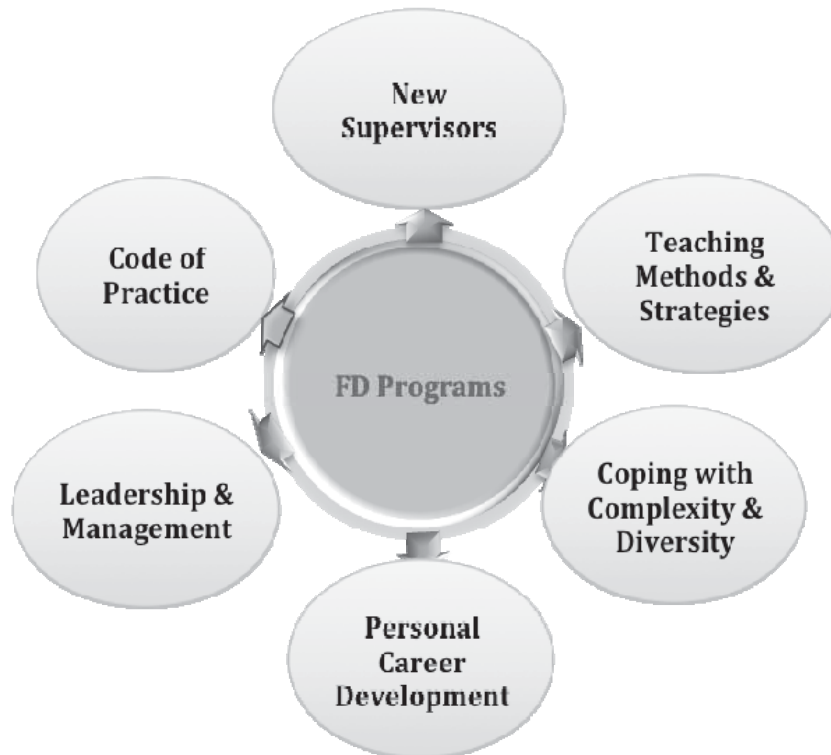 New
Supervisors
Teaching
Methods &
Strategies
Code of
Practice
FD Programs
Leadership &
Management
Coping with
Complexity &
Diversity
Personal
Career
Development